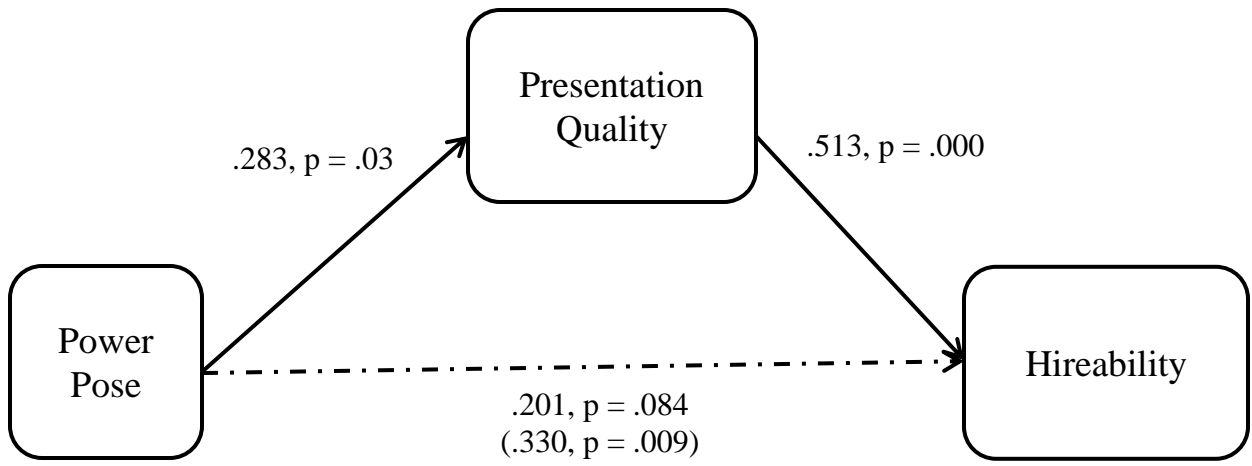 Presentation
Quality
.283, p = .03
.513, p = .000
Power
Pose
Hireability
.201, p = .084
(.330, p = .009)